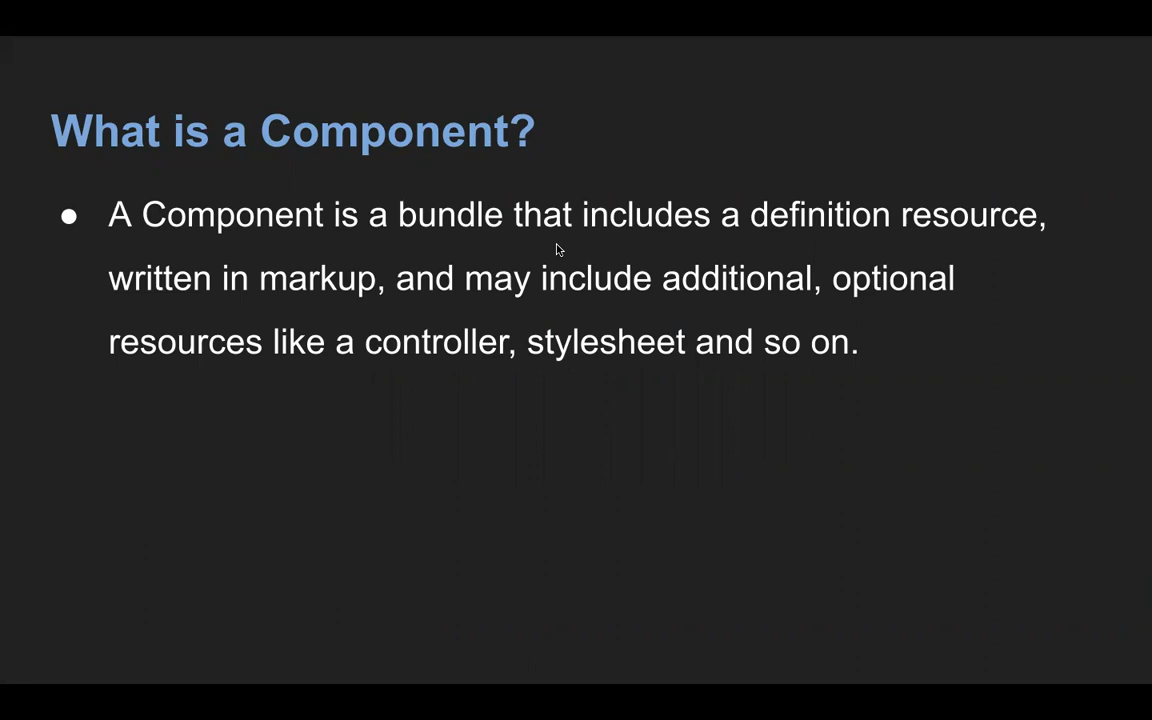 What is a Component?
● A Component is a bundle that includes a definition resource,
written in markup, and may include additional, optional
resources like a controller, stylesheet and so on.